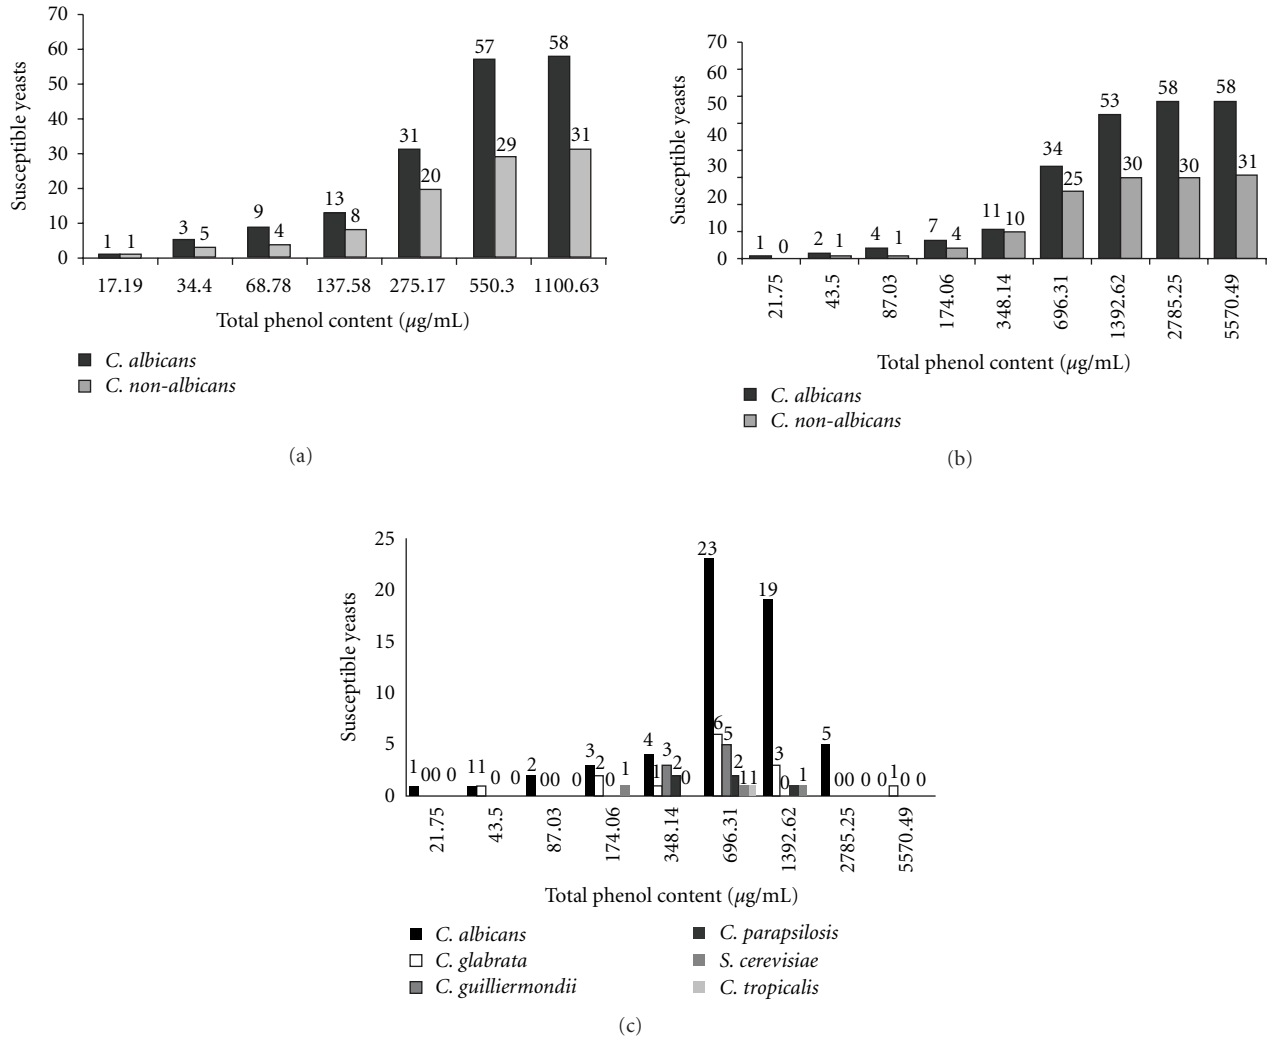 Susceptible yeasts
70
60
50
40
30
20
10
0
1 1
3 5
9 4
13 8
31 20
57 29
58 31
17.19 34.4 68.78 137.58 275.17 550.3 1100.63
Total phenol content (µg/mL)
C. albicans
C. non-albicans
(a)
Susceptible yeasts
70
60
50
40
30
20
10
0
1 0
2 1
4 1
7 4
11 10
34 25
53 30
58 30
58 31
21.75 43.5 87.03 174.06 348.14 696.31 1392.62 2785.25 5570.49
Total phenol content (µg/mL)
C. albicans
C. non-albicans
(b)
Susceptible yeasts
25
20
15
10
5
0
1 00 0
11 0 0
2 00 0
3 2 0 1
4 1 3 2 0
23 6 5 2 11
19 3 0 1
5 00 0 0
1 0 0
21.75 43.5 87.03 174.06 348.14 696.31 1392.62 2785.25 5570.49
Total phenol content (µg/mL)
C. albicans
C. glabrata
C. guilliermondii
C. parapsilosis
S. cerevisiae
C. tropicalis
(c)